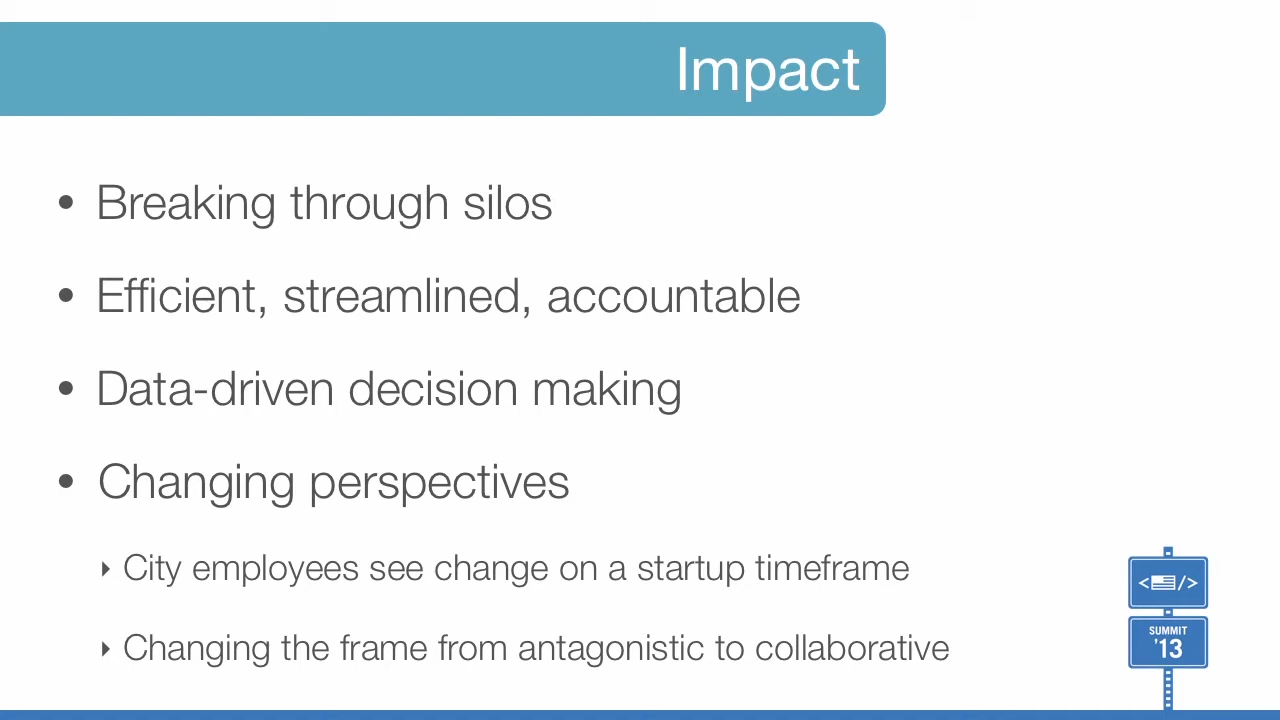 Impact
• Breaking through silos
• Efficient, streamlined, accountable
• Data-driven decision making
• Changing perspectives
‣ City employees see change on a startup timeframe
‣ Changing the frame from antagonistic to collaborative
< />
SUMMIT
'13